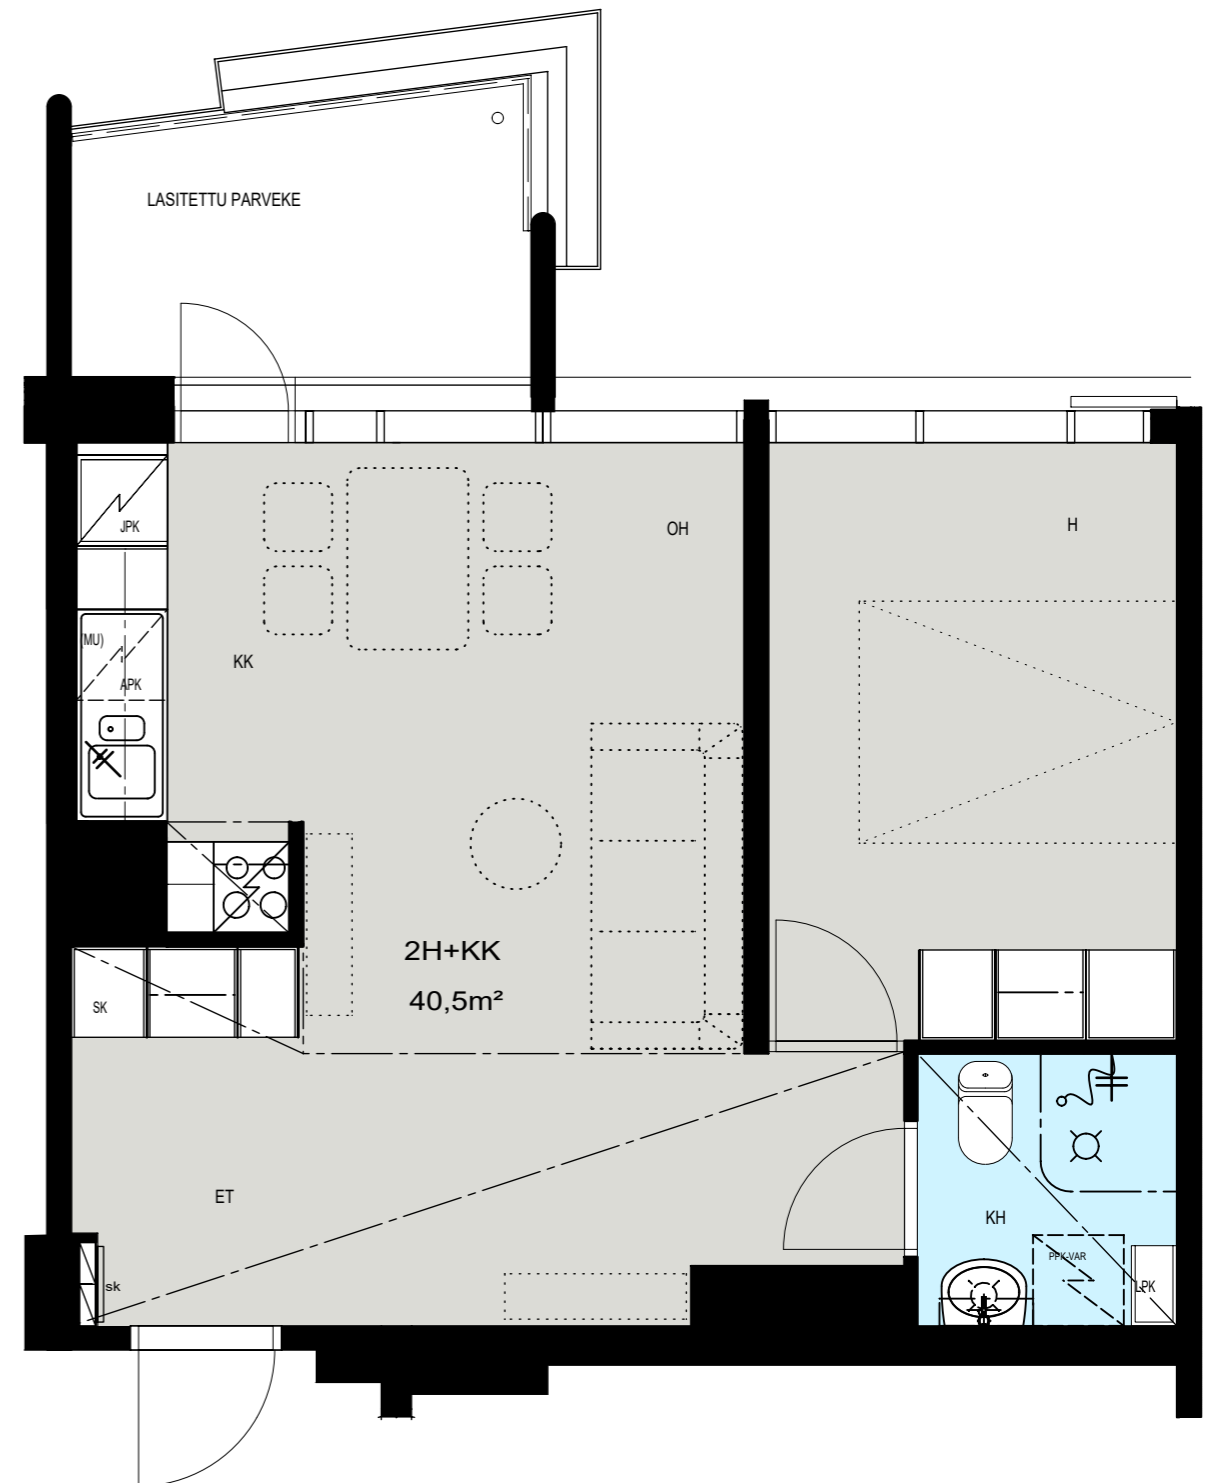 LASITETTU PARVEKE
JPK
OH
H
(MU)
KK
APK
2H+KK
40,5m²
SK
ET
KH
PPK-VAR
sk
LPK